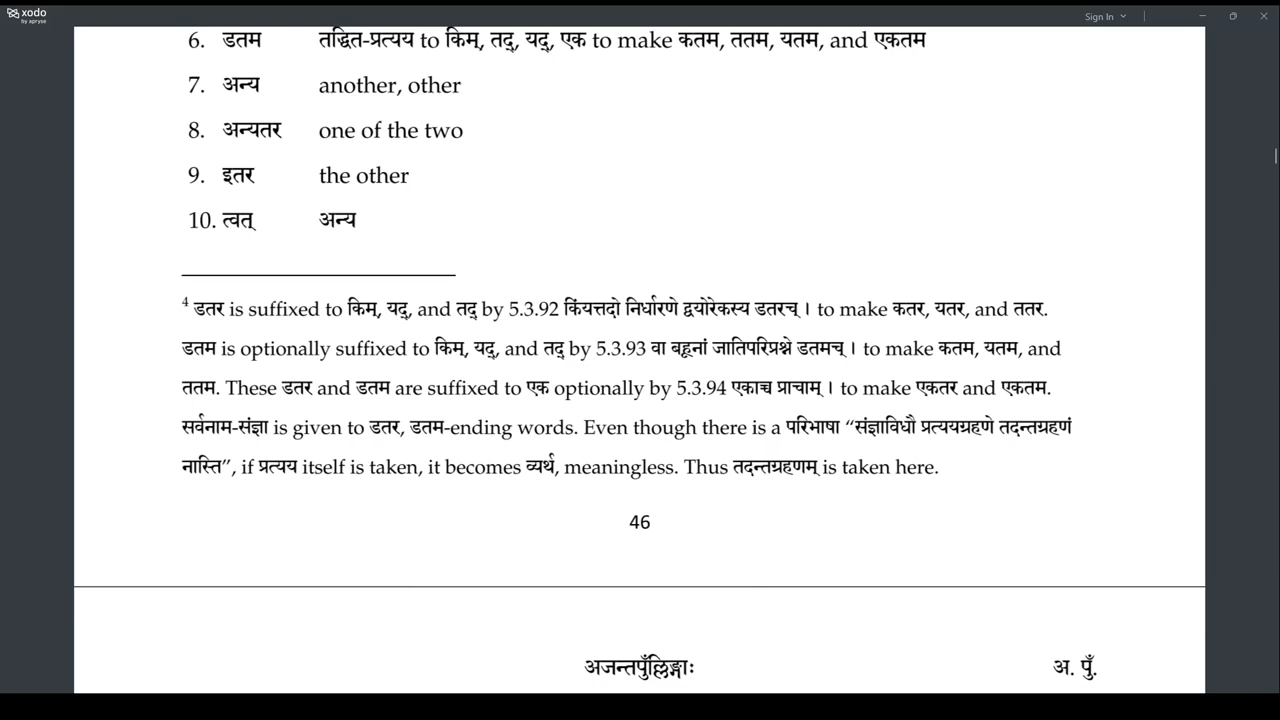 xodo
by apryse
Sign In
6. डतम तद्धित-प्रत्यय to किम्, तद्, यद्, एक to make कतम, ततम, यतम, and एकतम
7. अन्य another, other
8. अन्यतर one of the two
9. इतर the other
10. त्वत् अन्य
4 डतर is suffixed to किम्, यद्, and तद् by 5.3.92 किंयत्तदो निर्धारणे द्वयोरेकस्य डतरच् । to make कतर, यतर, and ततर.
डतम is optionally suffixed to किम्, यद्, and तद् by 5.3.93 वा बहूनां जातिपरिप्रश्ने डतमच् । to make कतम, यतम, and
ततम. These डतर and डतम are suffixed to एक optionally by 5.3.94 एकाच्च प्राचाम् । to make एकतर and एकतम.
सर्वनाम-संज्ञा is given to डतर, डतम-ending words. Even though there is a परिभाषा “संज्ञाविधौ प्रत्ययग्रहणे तदन्तग्रहणं
नास्ति”, if प्रत्यय itself is taken, it becomes व्यर्थ, meaningless. Thus तदन्तग्रहणम् is taken here.
46
अजन्तपुँल्लिङ्गाः अ. पुँ.